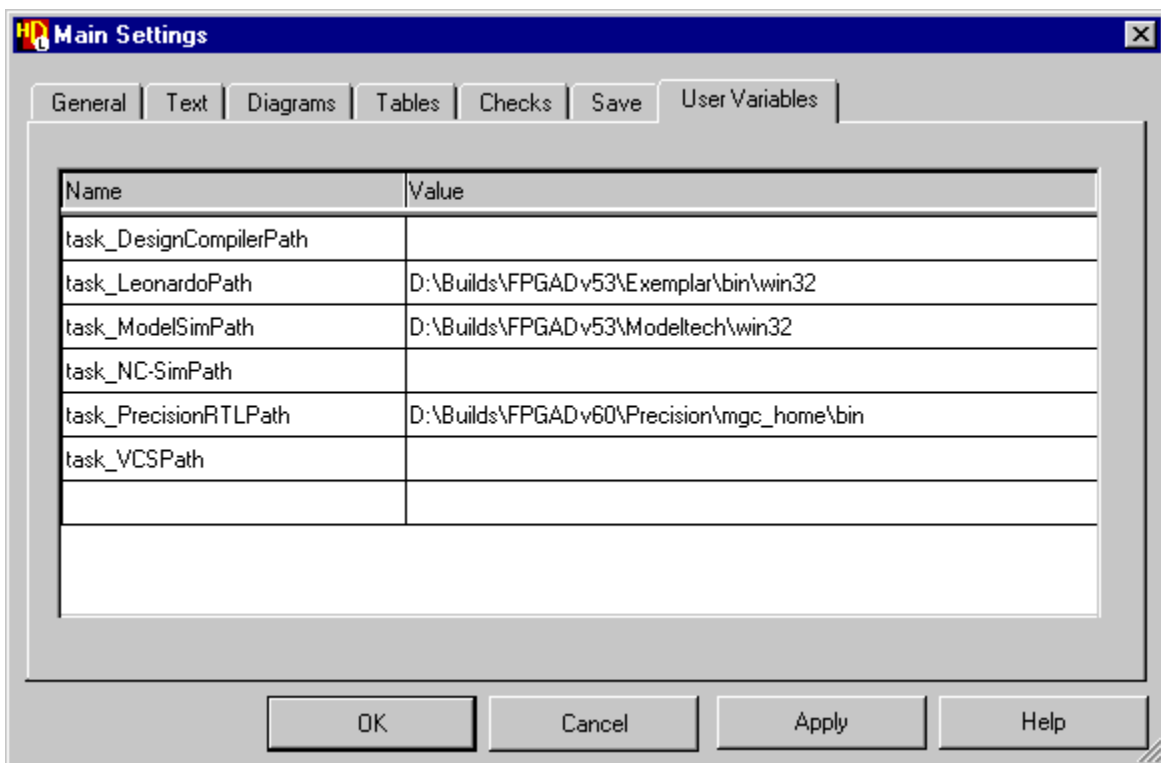 HDL Main Settings
General Text Diagrams Tables Checks Save User Variables
Name Value
task_DesignCompilerPath
task_LeonardoPath D:\Builds\FPGADv53\Exemplar\bin\win32
task_ModelSimPath D:\Builds\FPGADv53\Modeltech\win32
task_NC-SimPath
task_PrecisionRTLPath D:\Builds\FPGADv60\Precision\mgc_home\bin
task_VCSPath
OK Cancel Apply Help